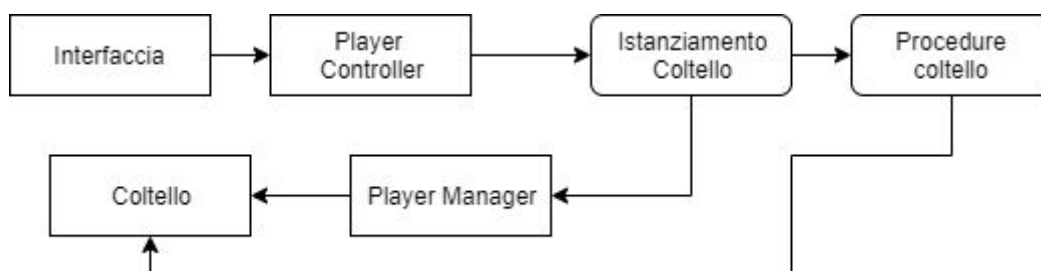 Interfaccia
Player
Controller
Istanziamento
Coltello
Procedure
coltello
Coltello
Player Manager